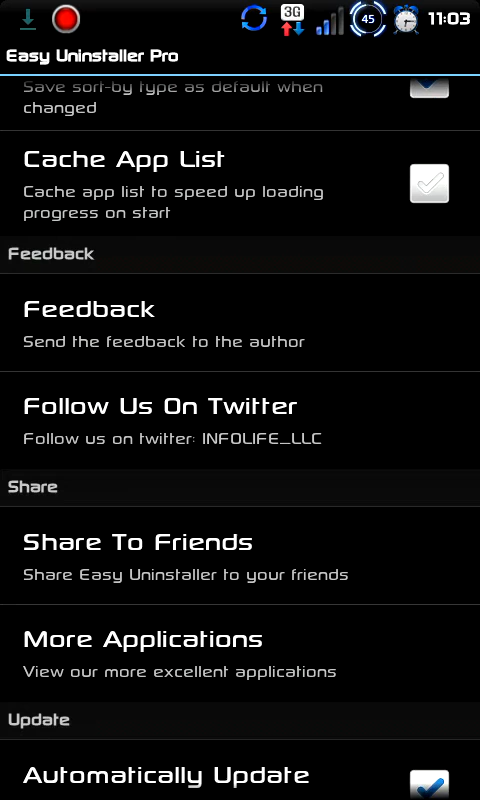 3G
45
11:03
Easy Uninstaller Pro
Save sort-by type as default when
changed
Cache App List
Cache app list to speed up loading
progress on start
Feedback
Feedback
Send the feedback to the author
Follow Us On Twitter
Follow us on twitter: INFOLIFE_LLC
Share
Share To Friends
Share Easy Uninstaller to your friends
More Applications
View our more excellent applications
Update
Automatically Update